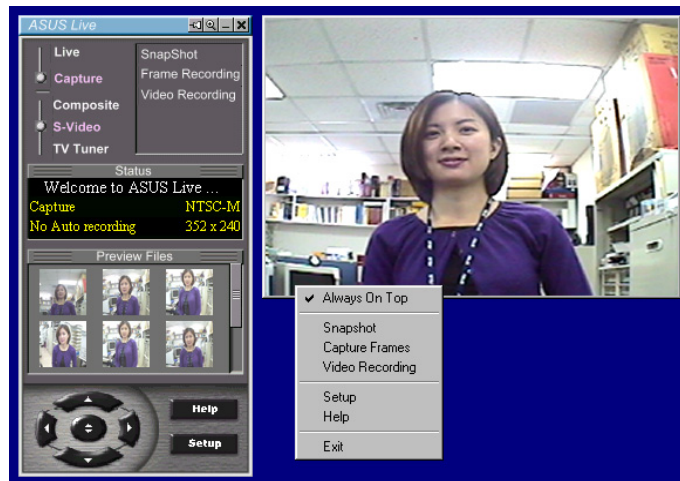 ASUS Live
Live
Capture
Composite
S-Video
TV Tuner
SnapShot
Frame Recording
Video Recording
Status
Welcome to ASUS Live ...
Capture NTSC-M
No Auto recording 352 x 240
Preview Files
Help
Setup
Always On Top
Snapshot
Capture Frames
Video Recording
Setup
Help
Exit